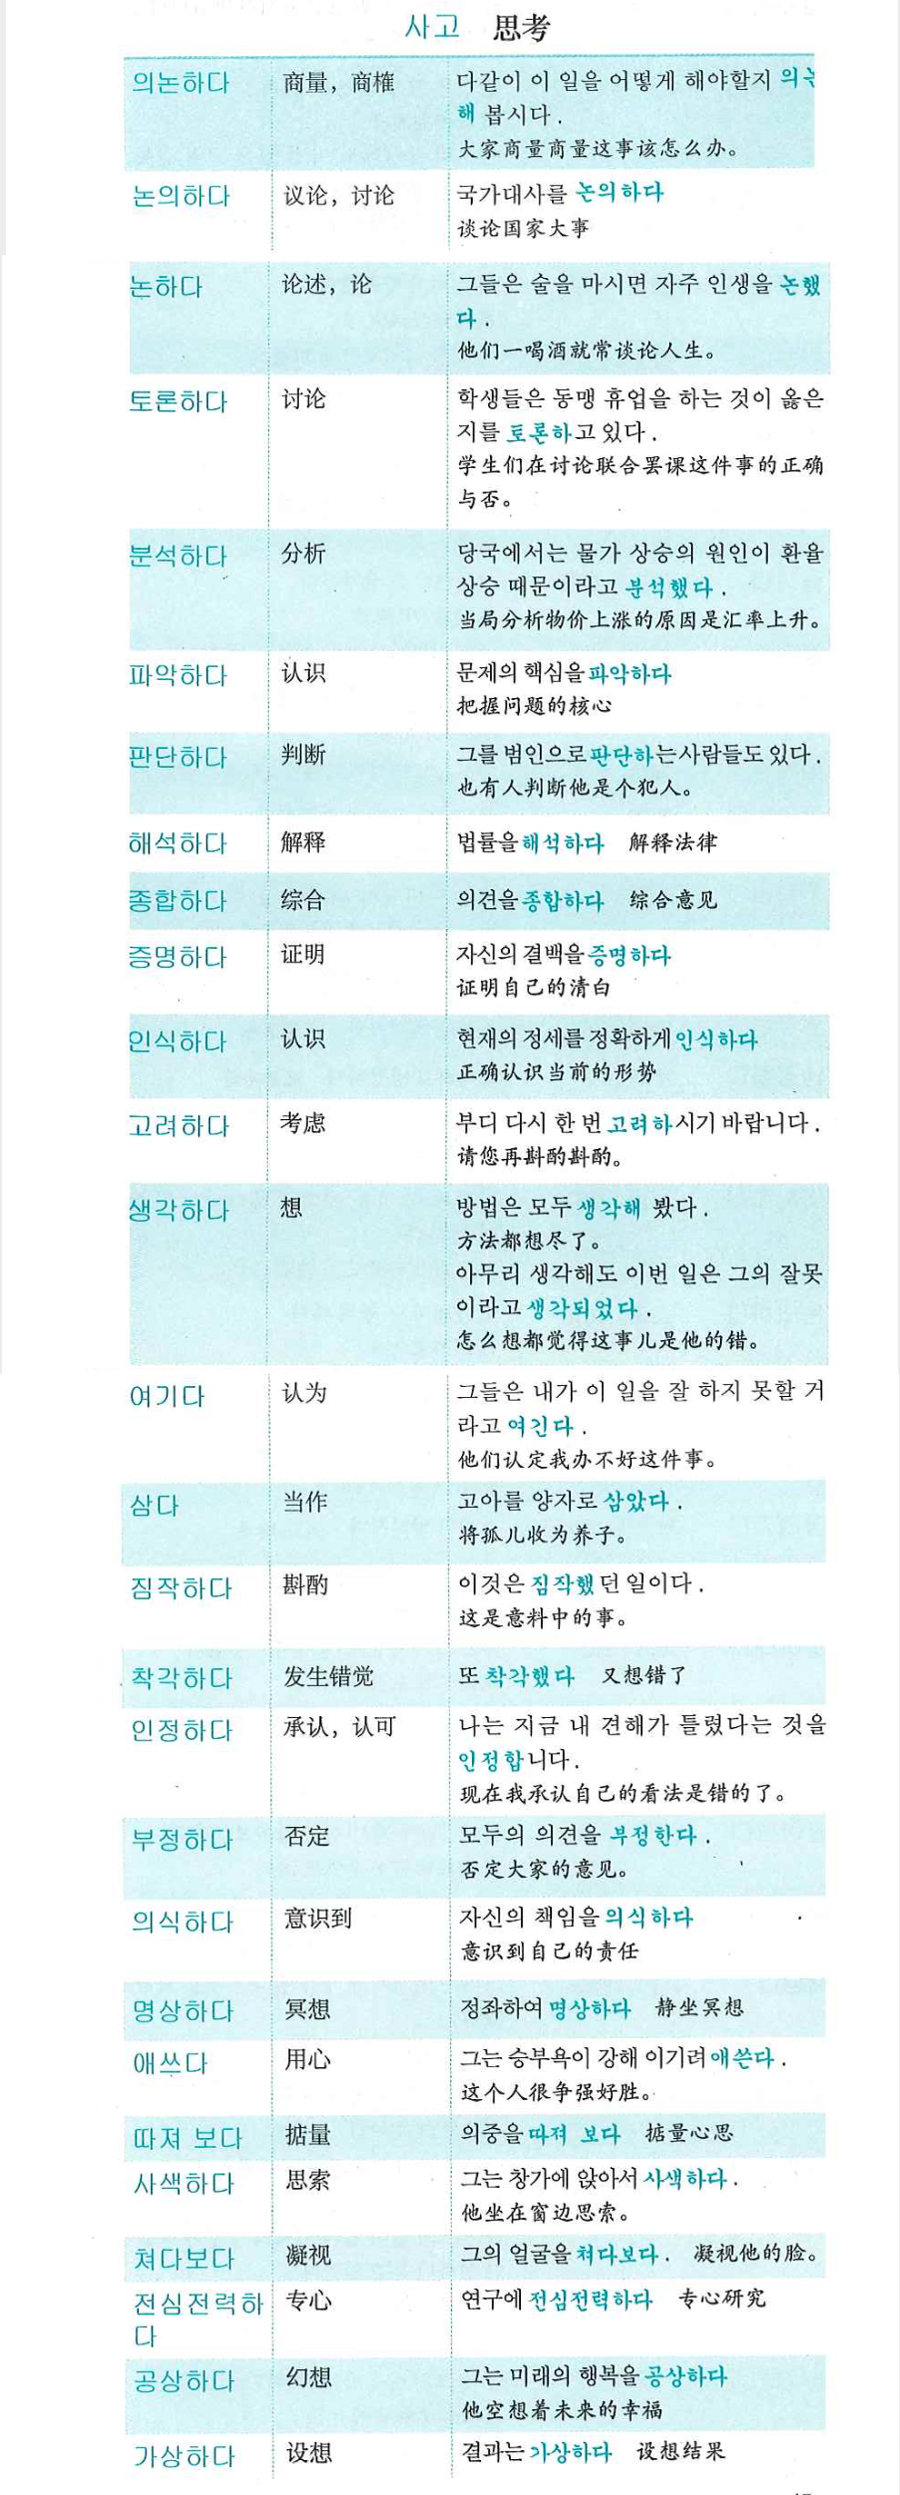 사고 思考
의논하다 商量，商榷 다같이 이 일을 어떻게 해야할지 의논
해 봅시다.
大家商量商量这事该怎么办。
논의하다 议论，讨论 국가대사를 논의하다
谈论国家大事
논하다 论述，论 그들은 술을 마시면 자주 인생을 논했
다.
他们一喝酒就常谈论人生。
토론하다 讨论 학생들은 동맹 휴업을 하는 것이 옳은
지를 토론하고 있다.
学生们在讨论联合罢课这件事的正确
与否。
분석하다 分析 당국에서는 물가 상승의 원인이 환율
상승 때문이라고 분석했다.
当局分析物价上涨的原因是汇率上升。
파악하다 认识 문제의 핵심을 파악하다
把握问题的核心
판단하다 判断 그를 범인으로 판단하는 사람들도 있다.
也有人判断他是个犯人。
해석하다 解释 법률을 해석하다 解释法律
종합하다 综合 의견을 종합하다 综合意见
증명하다 证明 자신의 결백을 증명하다
证明自己的清白
인식하다 认识 현재의 정세를 정확하게 인식하다
正确认识当前的形势
고려하다 考虑 부디 다시 한 번 고려하시기 바랍니다.
请您再斟酌斟酌。
생각하다 想 방법은 모두 생각해 봤다.
方法都想尽了。
아무리 생각해도 이번 일은 그의 잘못
이라고 생각되었다.
怎么想都觉得这事儿是他的错。
여기다 认为 그들은 내가 이 일을 잘 하지 못할 거
라고 여긴다.
他们认定我办不好这件事。
삼다 当作 고아를 양자로 삼았다.
将孤儿收为养子。
짐작하다 斟酌 이것은 짐작했던 일이다.
这是意料中的事。
착각하다 发生错觉 또 착각했다 又想错了
인정하다 承认，认可 나는 지금 내 견해가 틀렸다는 것을
인정합니다.
现在我承认自己的看法是错的了。
부정하다 否定 모두의 의견을 부정한다.
否定大家的意见。
의식하다 意识到 자신의 책임을 의식하다
意识到自己的责任
명상하다 冥想 정좌하여 명상하다 静坐冥想
애쓰다 用心 그는 승부욕이 강해 이기려 애쓴다.
这个人很争强好胜。
따져 보다 掂量 의중을 따져 보다 掂量心思
사색하다 思索 그는 창가에 앉아서 사색하다.
他坐在窗边思索。
쳐다보다 凝视 그의 얼굴을 쳐다보다. 凝视他的脸。
전심전력하 专心 연구에 전심전력하다 专心研究
다
공상하다 幻想 그는 미래의 행복을 공상하다
他空想着未来的幸福
가상하다 设想 결과는 가상하다 设想结果